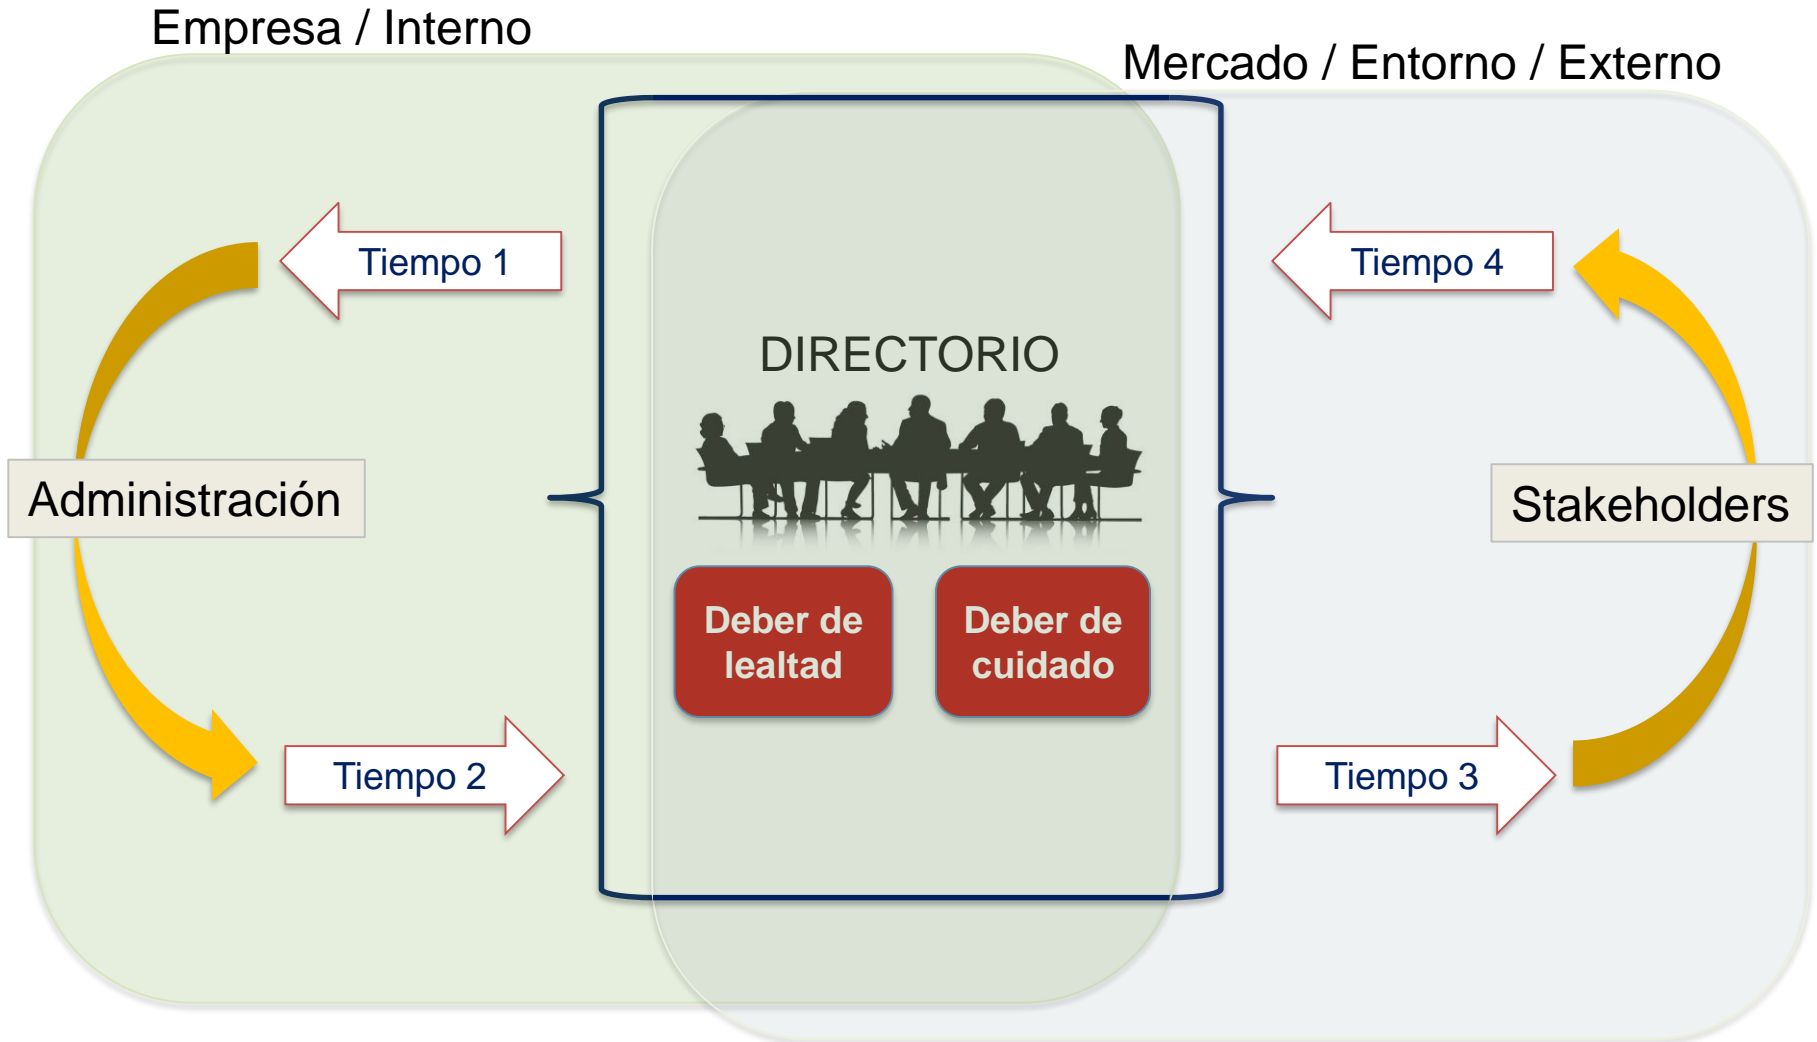 Empresa / Interno
Mercado / Entorno / Externo
Tiempo 1
Tiempo 4
DIRECTORIO
Administración
Stakeholders
Deber de
lealtad
Deber de
cuidado
Tiempo 2
Tiempo 3